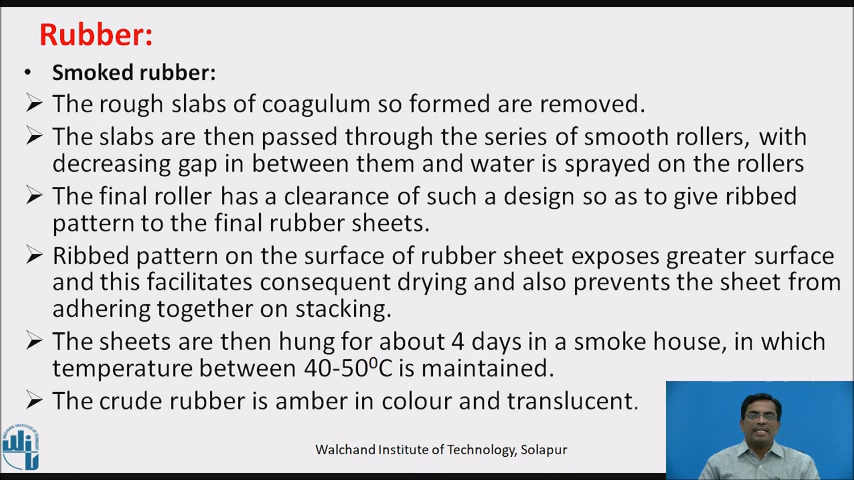 Rubber:
• Smoked rubber:
➢ The rough slabs of coagulum so formed are removed.
➢ The slabs are then passed through the series of smooth rollers, with
decreasing gap in between them and water is sprayed on the rollers
➢ The final roller has a clearance of such a design so as to give ribbed
pattern to the final rubber sheets.
➢ Ribbed pattern on the surface of rubber sheet exposes greater surface
and this facilitates consequent drying and also prevents the sheet from
adhering together on stacking.
➢ The sheets are then hung for about 4 days in a smoke house, in which
temperature between 40-50⁰C is maintained.
➢ The crude rubber is amber in colour and translucent.
Walchand Institute of Technology, Solapur